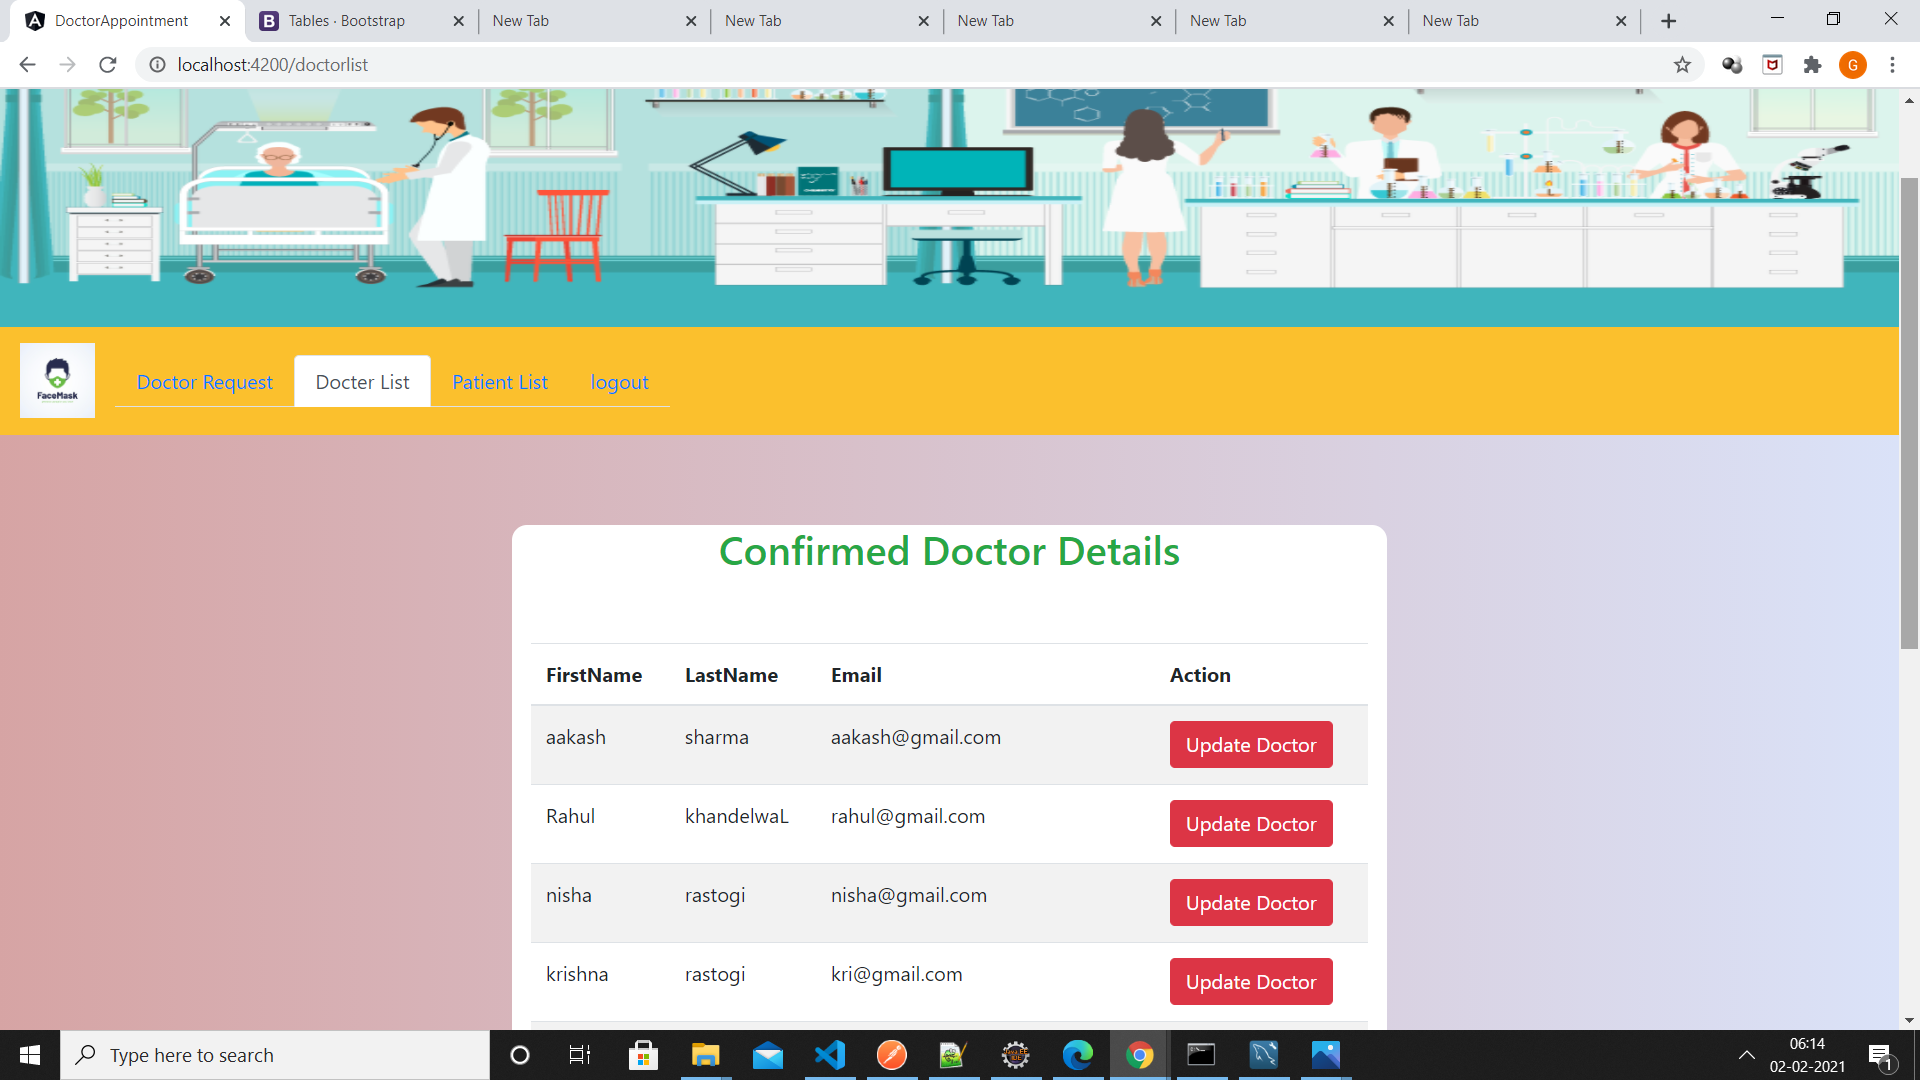 DoctorAppointment
Tables · Bootstrap
New Tab
New Tab
New Tab
New Tab
New Tab
localhost:4200/doctorlist
G
FaceMask
Doctor Request
Docter List
Patient List
logout
Confirmed Doctor Details
FirstName LastName Email Action
aakash sharma aakash@gmail.com Update Doctor
Rahul khandelwaL rahul@gmail.com Update Doctor
nisha rastogi nisha@gmail.com Update Doctor
krishna rastogi kri@gmail.com Update Doctor
Type here to search
06:14
02-02-2021
1